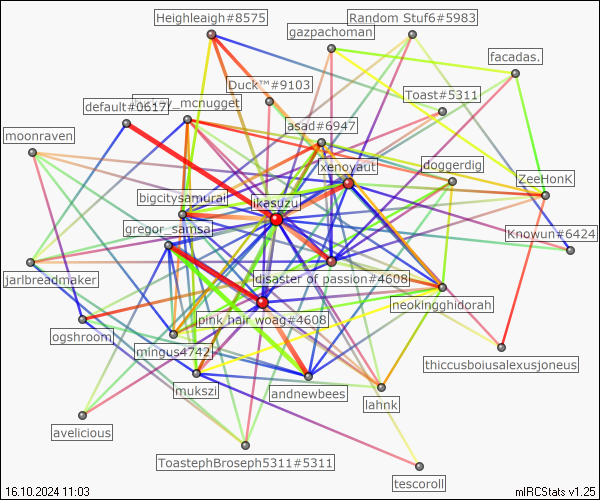 Heighleaigh#8575
Random Stuf6#5983
gazpachoman
facadas.
Duck™#9103
Toast#5311
default#0617
_mcnugget
asad#6947
moonraven
xenoyaut
doggerdig
ZeeHonK
bigcitysamurai
ikasuzu
gregor_samsa
Knowun#6424
jarlbreadmaker
disaster of passion#4608
neokingghidorah
pink hair woag#4608
ogshroom
mingus4742
thiccusboiusalexusjoneus
mukszi
andnewbees
lahnk
avelicious
ToastephBroseph5311#5311
tescoroll
16.10.2024 11:03
mIRCStats v1.25